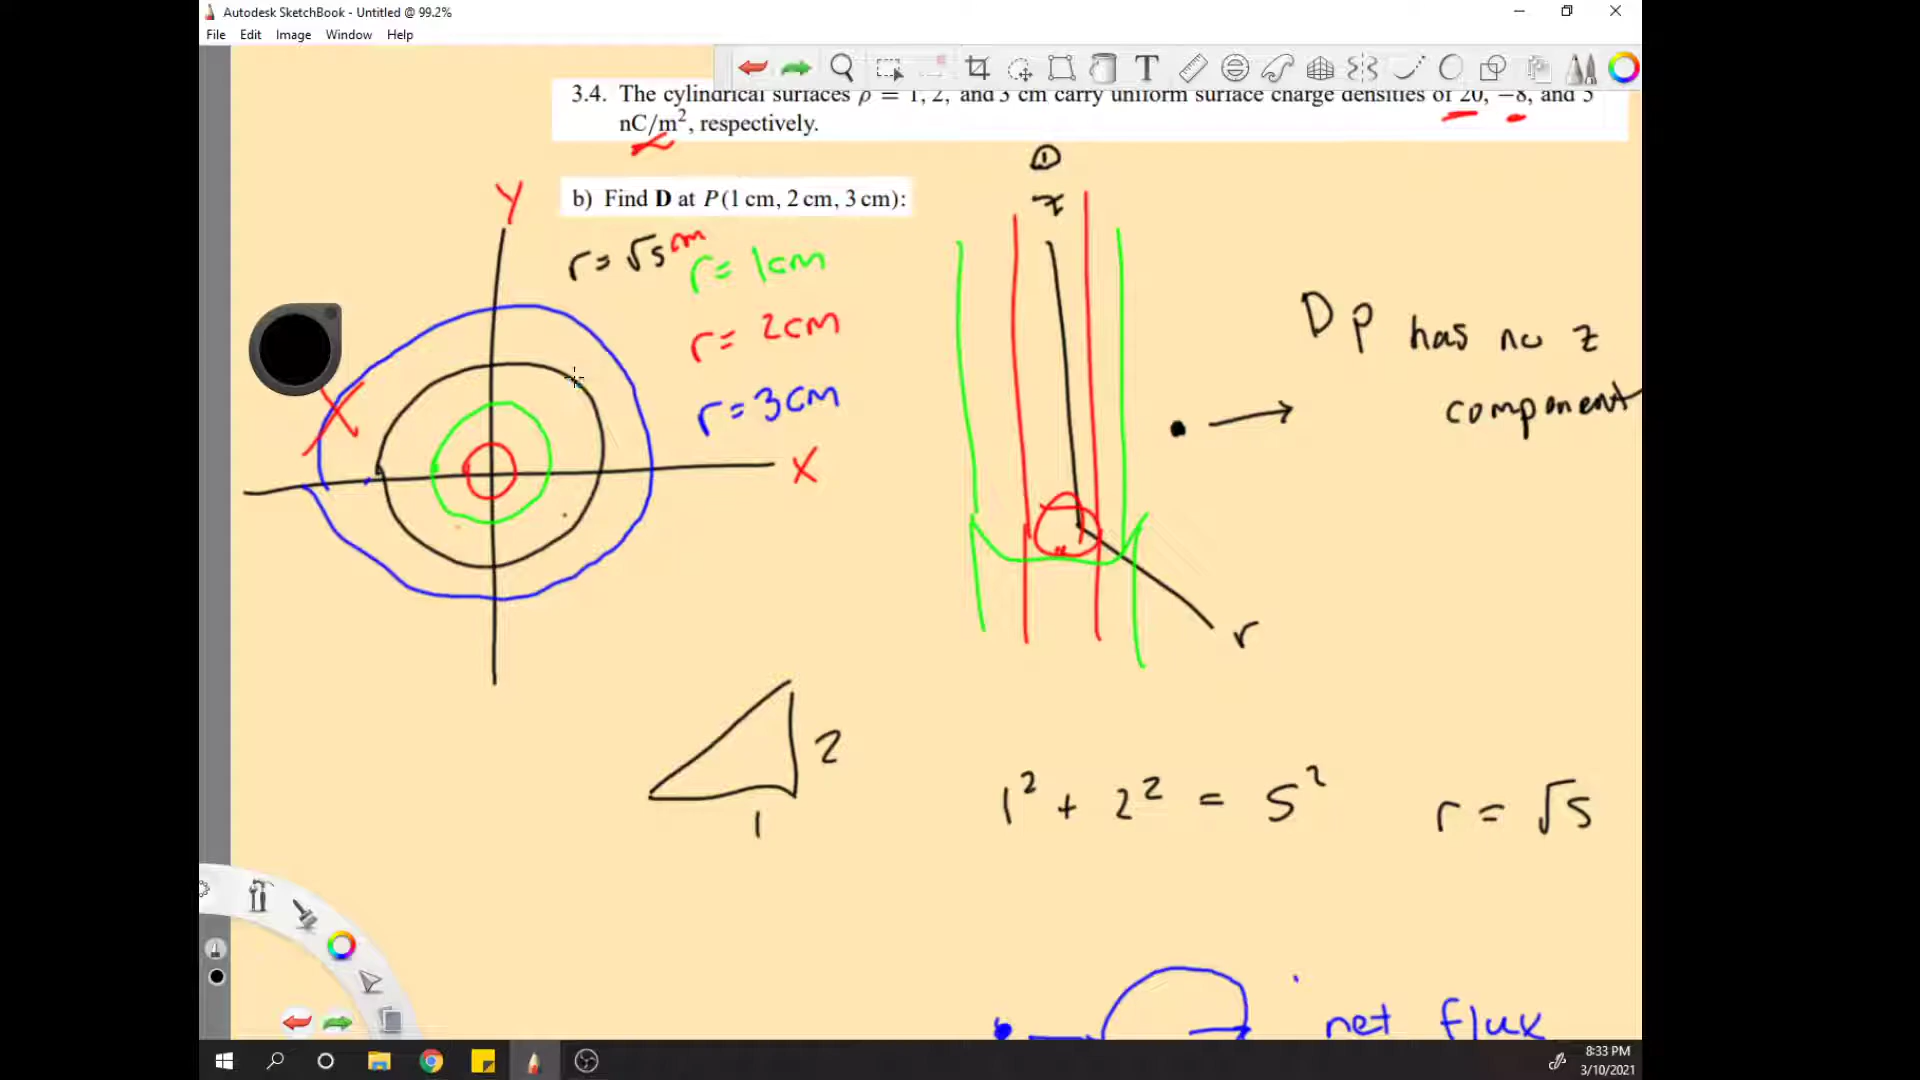 Autodesk SketchBook - Untitled @ 99.2%
File Edit Image Window Help
3.4. The cylindrical surfaces ρ = 1, 2, and 3 cm carry uniform surface charge densities of 20, −8, and 5
nC/m², respectively.
①
Y
b) Find D at P(1 cm, 2 cm, 3 cm):
z
r = √5 m
r = 1cm
r = 2cm
r = 3cm
Dρ has no z
component
X
r
2
1
1² + 2² = 5² r = √5
net flux
8:33 PM
3/10/2021